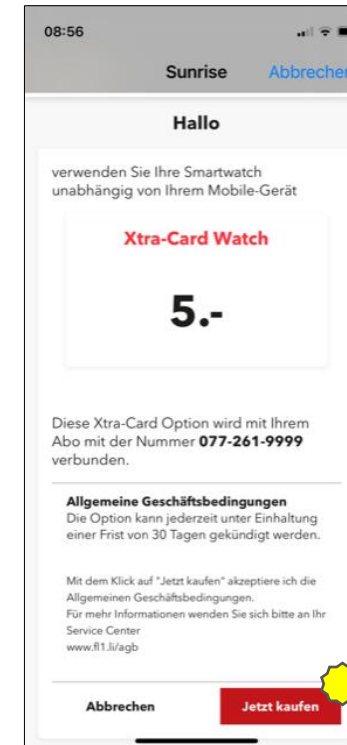 08:56
Sunrise Abbrechen
Hallo
verwenden Sie Ihre Smartwatch
unabhängig von Ihrem Mobile-Gerät
Xtra-Card Watch
5.-
Diese Xtra-Card Option wird mit Ihrem
Abo mit der Nummer 077-261-9999
verbunden.
Allgemeine Geschäftsbedingungen
Die Option kann jederzeit unter Einhaltung
einer Frist von 30 Tagen gekündigt werden.
Mit dem Klick auf "Jetzt kaufen" akzeptiere ich die
Allgemeinen Geschäftsbedingungen.
Für mehr Informationen wenden Sie sich bitte an Ihr
Service Center
www.fl1.li/agb
Abbrechen Jetzt kaufen